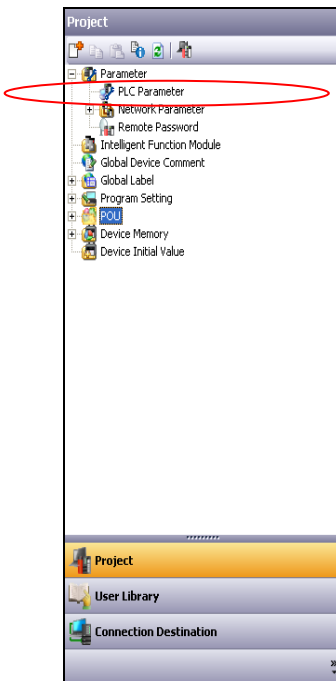 Project
Parameter
PLC Parameter
Network Parameter
Remote Password
Intelligent Function Module
Global Device Comment
Global Label
Program Setting
POU
Device Memory
Device Initial Value
Project
User Library
Connection Destination